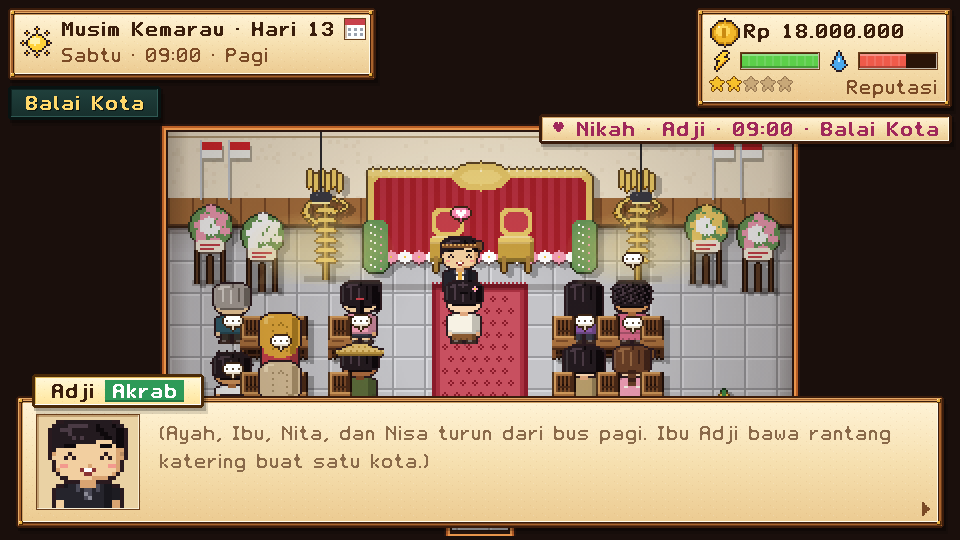 Musim Kemarau · Hari 13
Sabtu · 09:00 · Pagi
Rp 18.000.000
Reputasi
Balai Kota
Nikah · Adji · 09:00 · Balai Kota
Adji Akrab
(Ayah, Ibu, Nita, dan Nisa turun dari bus pagi. Ibu Adji bawa rantang
katering buat satu kota.)